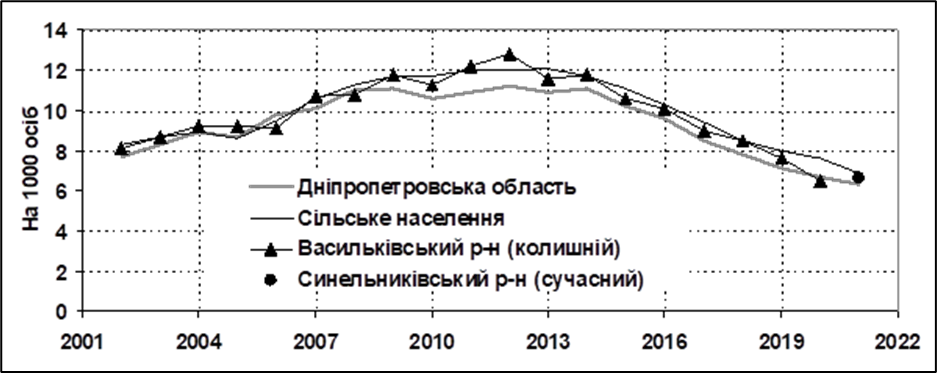 На 1000 осіб
14
12
10
8
6
4
2
0
Дніпропетровська область
Сільське населення
Васильківський р-н (колишній)
Синельниківський р-н (сучасний)
2001 2004 2007 2010 2013 2016 2019 2022